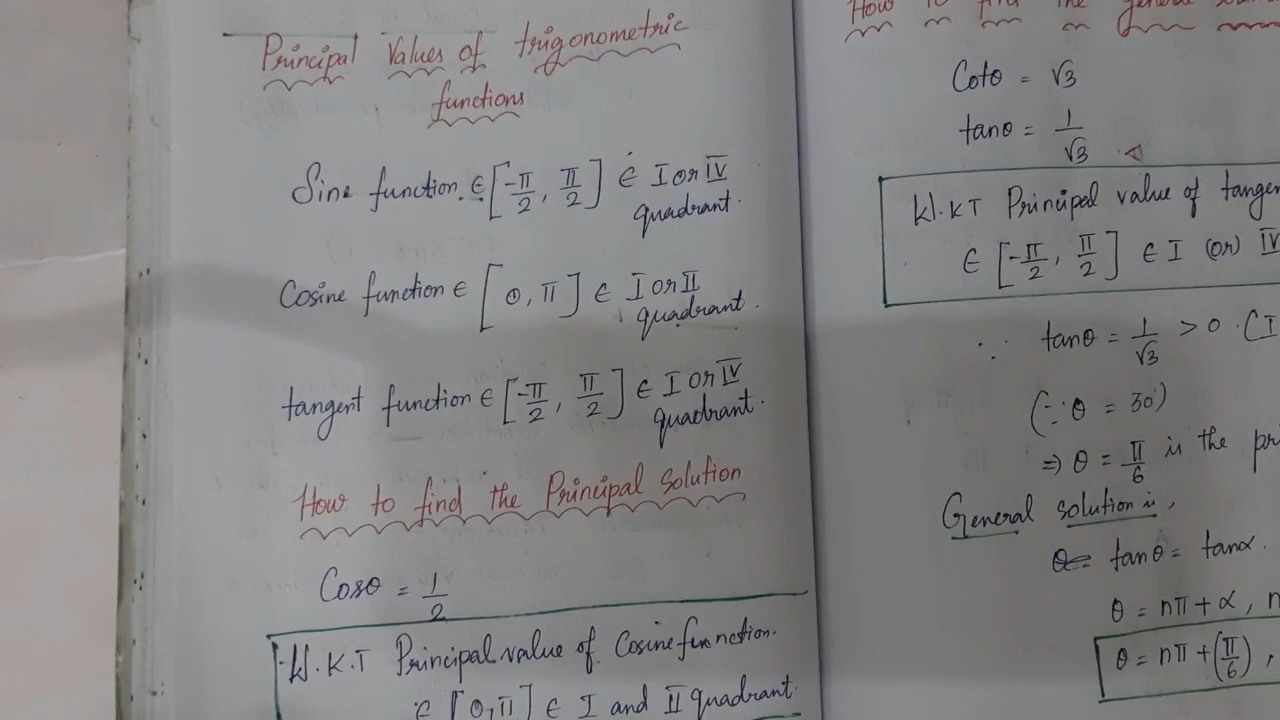 Principal Values of trigonometric
functions
Sine function ∈ [-π/2, π/2] ∈ I or IV
quadrant.
Cosine function ∈ [0, π] ∈ I or II
quadrant.
tangent function ∈ [-π/2, π/2] ∈ I or IV
quadrant.
How to find the Principal Solution
Cosθ = 1/2
W.K.T Principal value of Cosine function.
∈ [0, π] ∈ I and II quadrant.
How to find the general
Cotθ = √3
tanθ = 1/√3
W.KT Principal value of
∈ [-π/2, π/2] ∈ I (or) IV
∴ tanθ = 1/√3 > 0. (I
(∵ θ = 30°)
⇒ θ = π/6 is the
General solution is,
tanθ = tanα.
θ = nπ + α,
θ = nπ + (π/6),